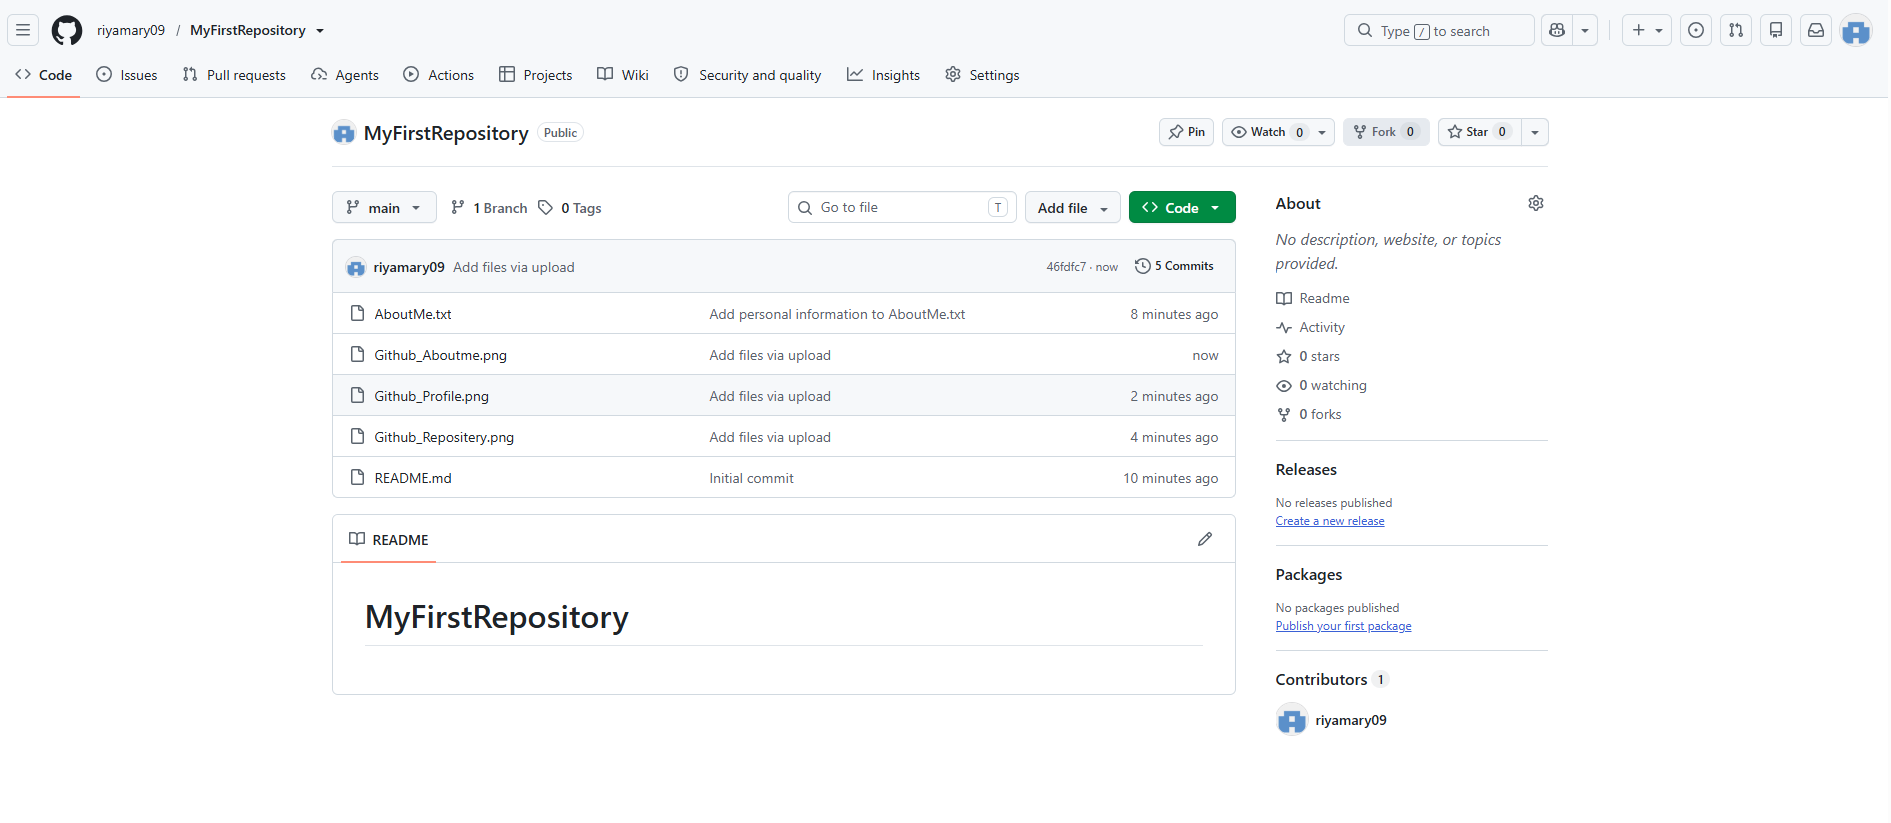 riyamary09 / MyFirstRepository
Type / to search
Code Issues Pull requests Agents Actions Projects Wiki Security and quality Insights Settings
MyFirstRepository Public
Pin Watch 0 Fork 0 Star 0
main 1 Branch 0 Tags Go to file T Add file Code
riyamary09 Add files via upload 46fdfc7 · now 5 Commits
AboutMe.txt Add personal information to AboutMe.txt 8 minutes ago
Github_Aboutme.png Add files via upload now
Github_Profile.png Add files via upload 2 minutes ago
Github_Repositery.png Add files via upload 4 minutes ago
README.md Initial commit 10 minutes ago
README
MyFirstRepository
About
No description, website, or topics
provided.
Readme
Activity
0 stars
0 watching
0 forks
Releases
No releases published
Create a new release
Packages
No packages published
Publish your first package
Contributors 1
riyamary09